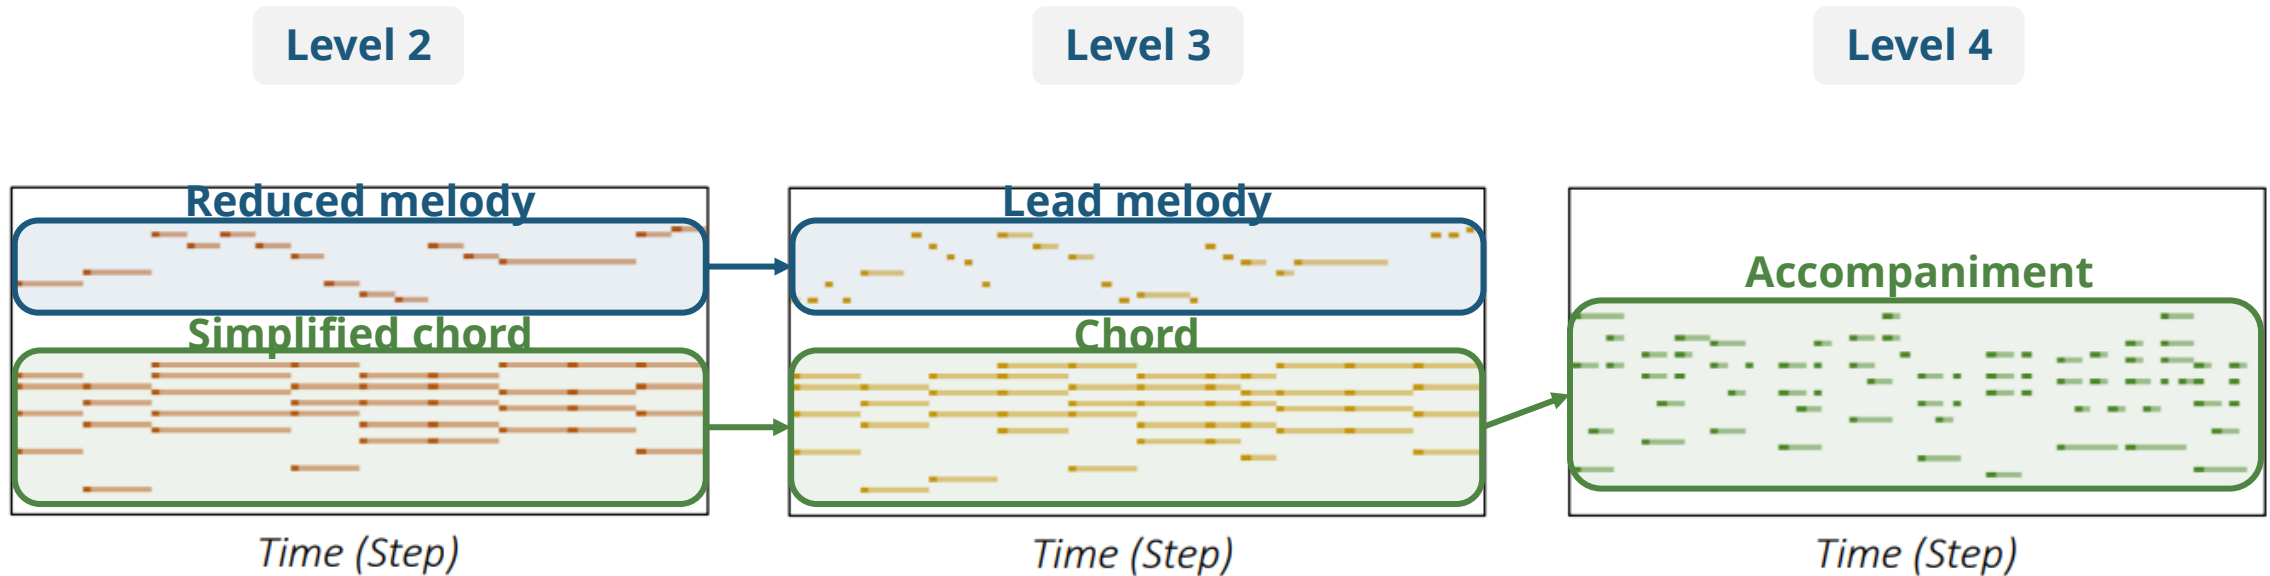 Level 2
Level 3
Level 4
Reduced melody
Lead melody
Accompaniment
Simplified chord
Chord
Time (Step)
Time (Step)
Time (Step)